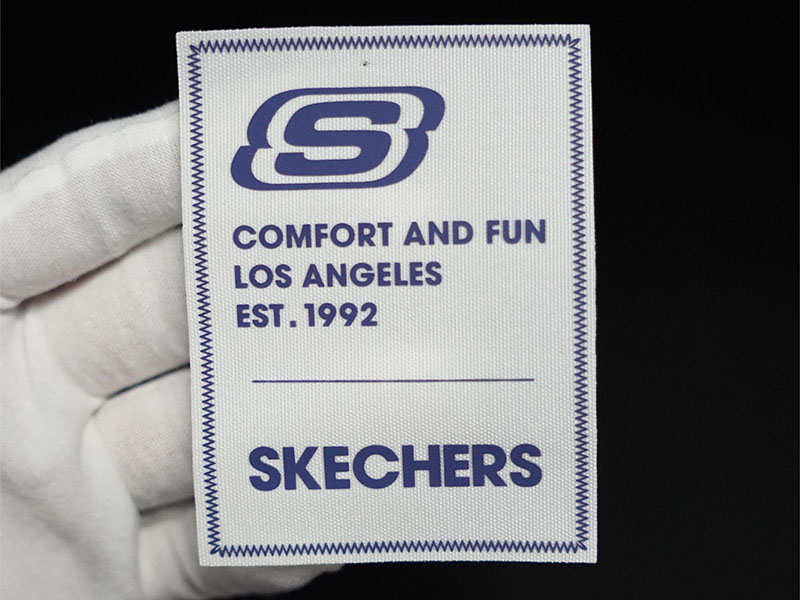 S
COMFORT AND FUN
LOS ANGELES
EST. 1992
SKECHERS